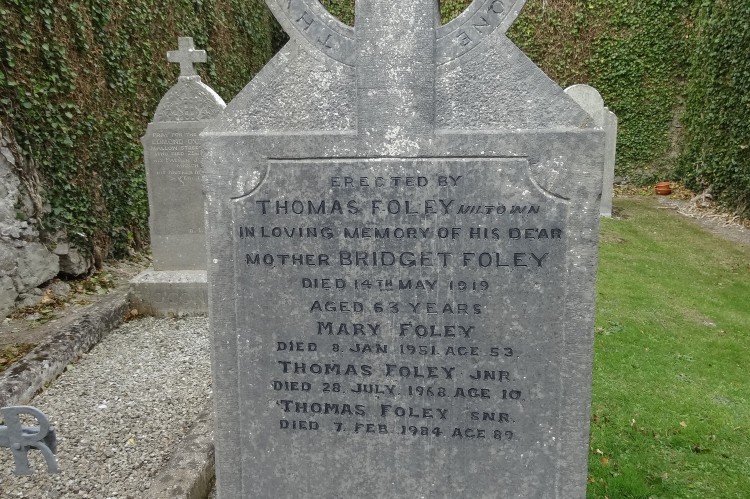 THY
ONE
ERECTED BY
THOMAS FOLEY MILTOWN
IN LOVING MEMORY OF HIS DEAR
MOTHER BRIDGET FOLEY
DIED 14TH MAY 1919
AGED 63 YEARS
MARY FOLEY
DIED 8. JAN. 1951. AGE 53.
THOMAS FOLEY JNR
DIED 28 JULY. 1968 AGE 10.
THOMAS FOLEY SNR.
DIED 7. FEB. 1984 AGE 89.